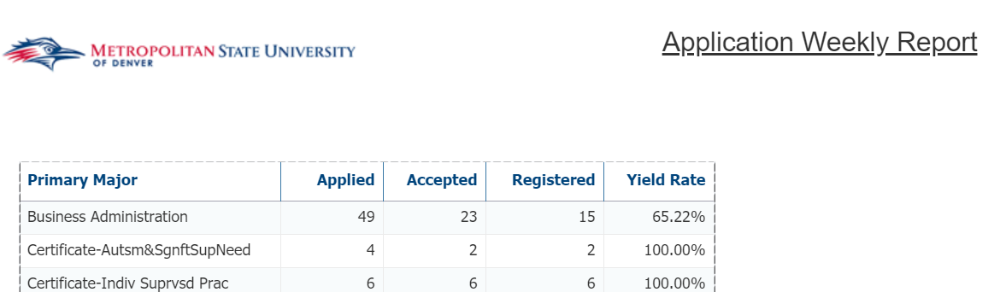 METROPOLITAN STATE UNIVERSITY
OF DENVER
Application Weekly Report
Primary Major Applied Accepted Registered Yield Rate
Business Administration 49 23 15 65.22%
Certificate-Autsm&SgnftSupNeed 4 2 2 100.00%
Certificate-Indiv Suprvsd Prac 6 6 6 100.00%